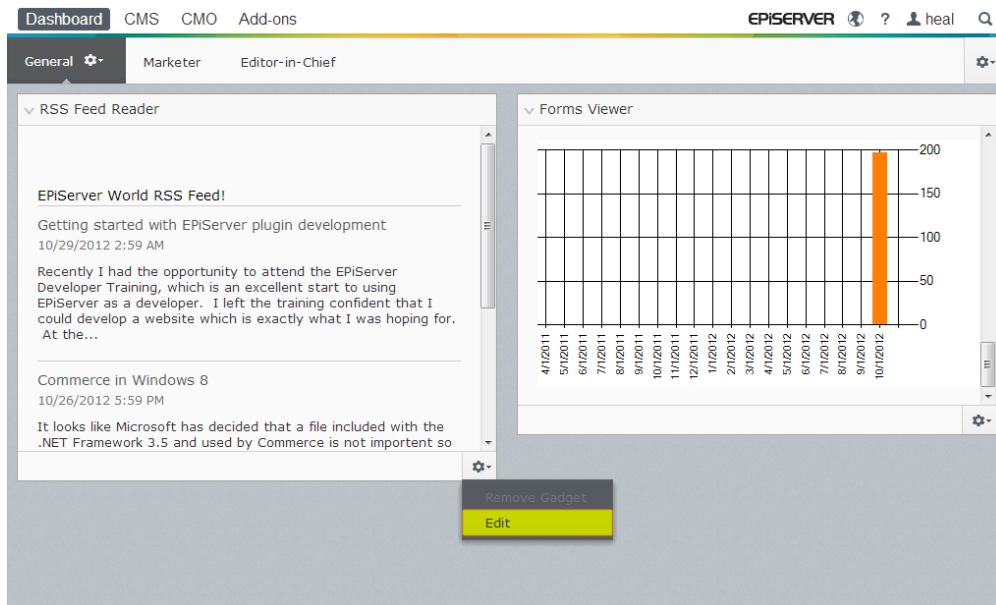 Dashboard CMS CMO Add-ons EPiSERVER ? heal
General Marketer Editor-in-Chief
RSS Feed Reader
EPiServer World RSS Feed!
Getting started with EPiServer plugin development
10/29/2012 2:59 AM
Recently I had the opportunity to attend the EPiServer
Developer Training, which is an excellent start to using
EPiServer as a developer. I left the training confident that I
could develop a website which is exactly what I was hoping for.
At the...
Commerce in Windows 8
10/26/2012 5:59 PM
It looks like Microsoft has decided that a file included with the
.NET Framework 3.5 and used by Commerce is not importent so
Remove Gadget
Edit
Forms Viewer
200
150
100
50
0
4/1/2011
5/1/2011
6/1/2011
7/1/2011
8/1/2011
9/1/2011
10/1/2011
11/1/2011
12/1/2011
1/1/2012
2/1/2012
3/1/2012
4/1/2012
5/1/2012
6/1/2012
7/1/2012
8/1/2012
9/1/2012
10/1/2012